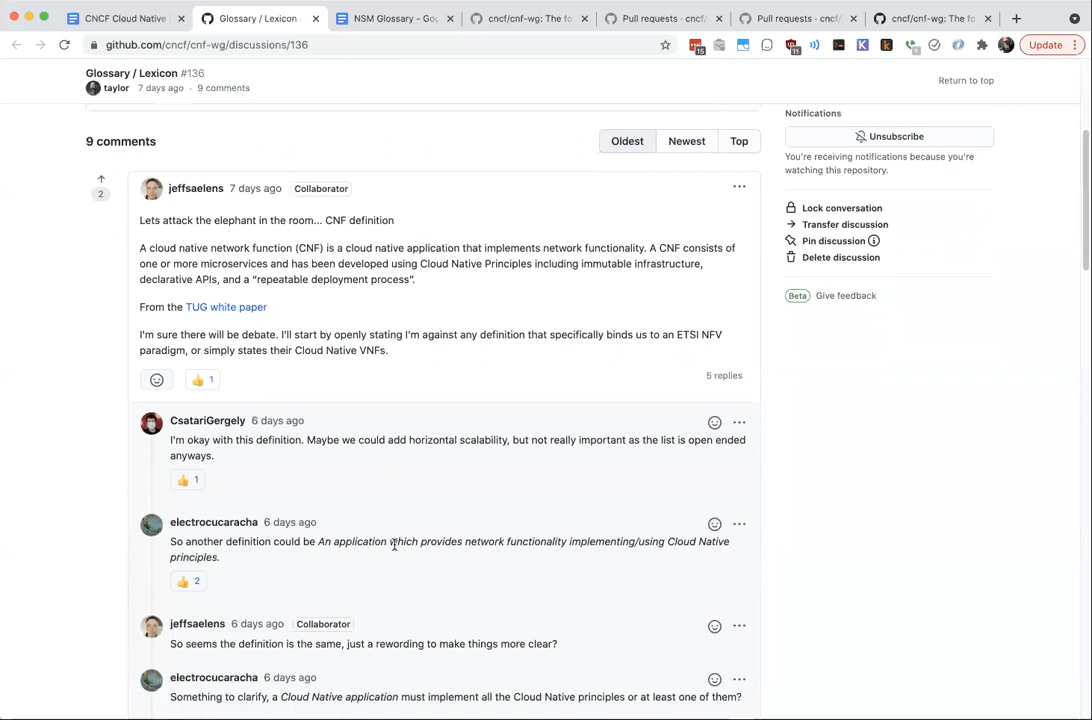 CNCF Cloud Native
Glossary / Lexicon
NSM Glossary - Go
cncf/cnf-wg: The fo
Pull requests · cncf/
Pull requests · cncf/
cncf/cnf-wg: The fo
github.com/cncf/cnf-wg/discussions/136
Update
Glossary / Lexicon #136
taylor 7 days ago · 9 comments
Return to top
9 comments
Oldest Newest Top
2
jeffsaelens 7 days ago Collaborator
Lets attack the elephant in the room... CNF definition
A cloud native network function (CNF) is a cloud native application that implements network functionality. A CNF consists of
one or more microservices and has been developed using Cloud Native Principles including immutable infrastructure,
declarative APIs, and a “repeatable deployment process”.
From the TUG white paper
I'm sure there will be debate. I'll start by openly stating I'm against any definition that specifically binds us to an ETSI NFV
paradigm, or simply states their Cloud Native VNFs.
1
5 replies
CsatariGergely 6 days ago
I'm okay with this definition. Maybe we could add horizontal scalability, but not really important as the list is open ended
anyways.
1
electrocucaracha 6 days ago
So another definition could be An application which provides network functionality implementing/using Cloud Native
principles.
2
jeffsaelens 6 days ago Collaborator
So seems the definition is the same, just a rewording to make things more clear?
electrocucaracha 6 days ago
Something to clarify, a Cloud Native application must implement all the Cloud Native principles or at least one of them?
Notifications
Unsubscribe
You're receiving notifications because you're
watching this repository.
Lock conversation
Transfer discussion
Pin discussion
Delete discussion
Beta Give feedback